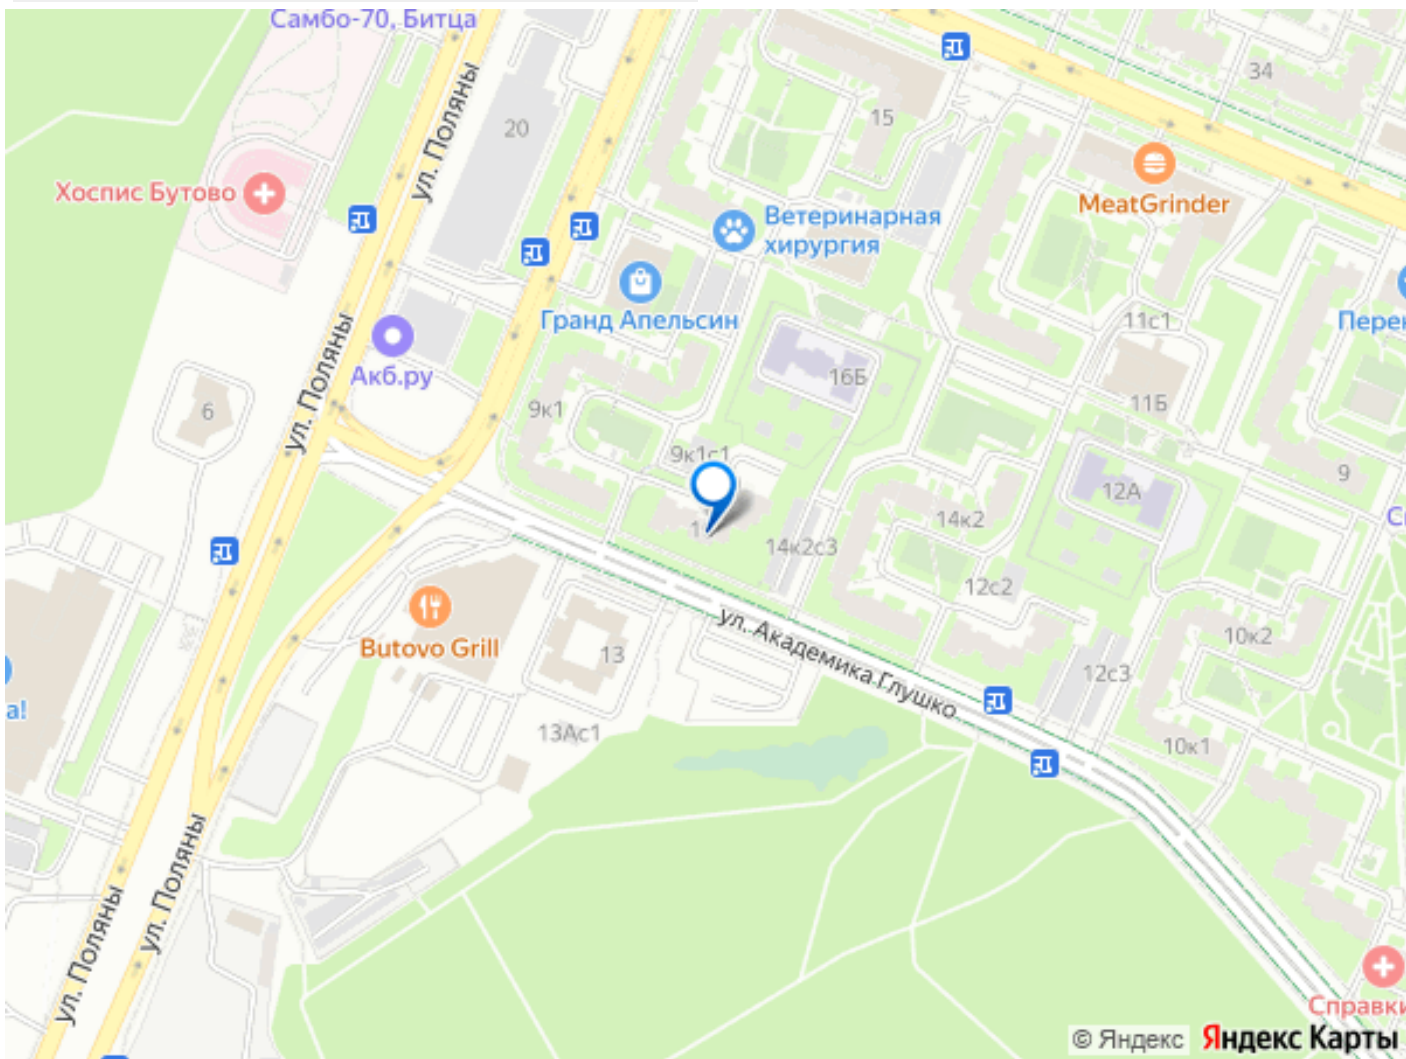 Самбо-70, Битца
34
15
20
ул. Поляны
MeatGrinder
Хоспис Бутово
Ветеринарная
хирургия
Гранд Апельсин
11с1
ул. Поляны
Акб.ру
16Б
11Б
6
9к1
9к1с1
9
12А
14к2
14к2с3
12с2
Butovo Grill
13
ул. Академика Глушко
10к2
12с3
а!
13Ас1
10к1
ул. Поляны
ул. Поляны
Справки
© Яндекс Яндекс Карты